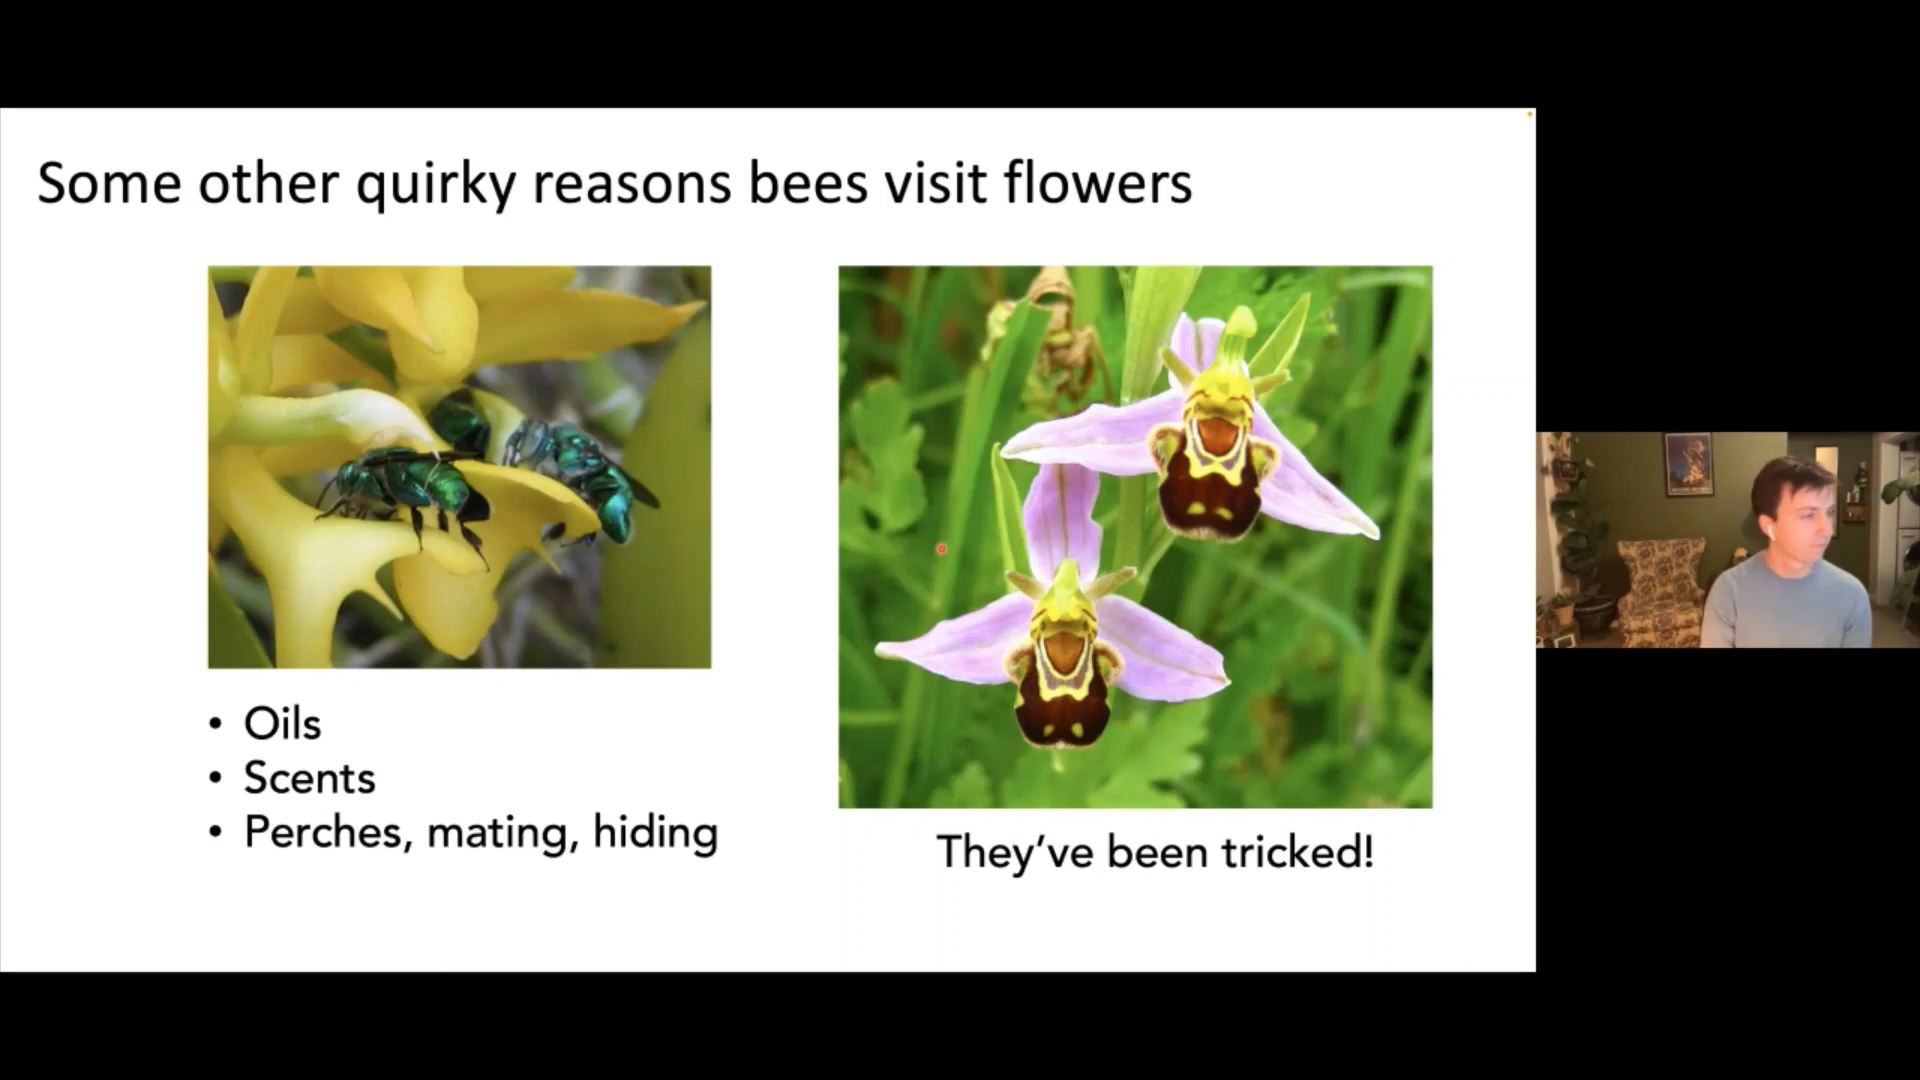 Some other quirky reasons bees visit flowers
• Oils
• Scents
• Perches, mating, hiding
They've been tricked!